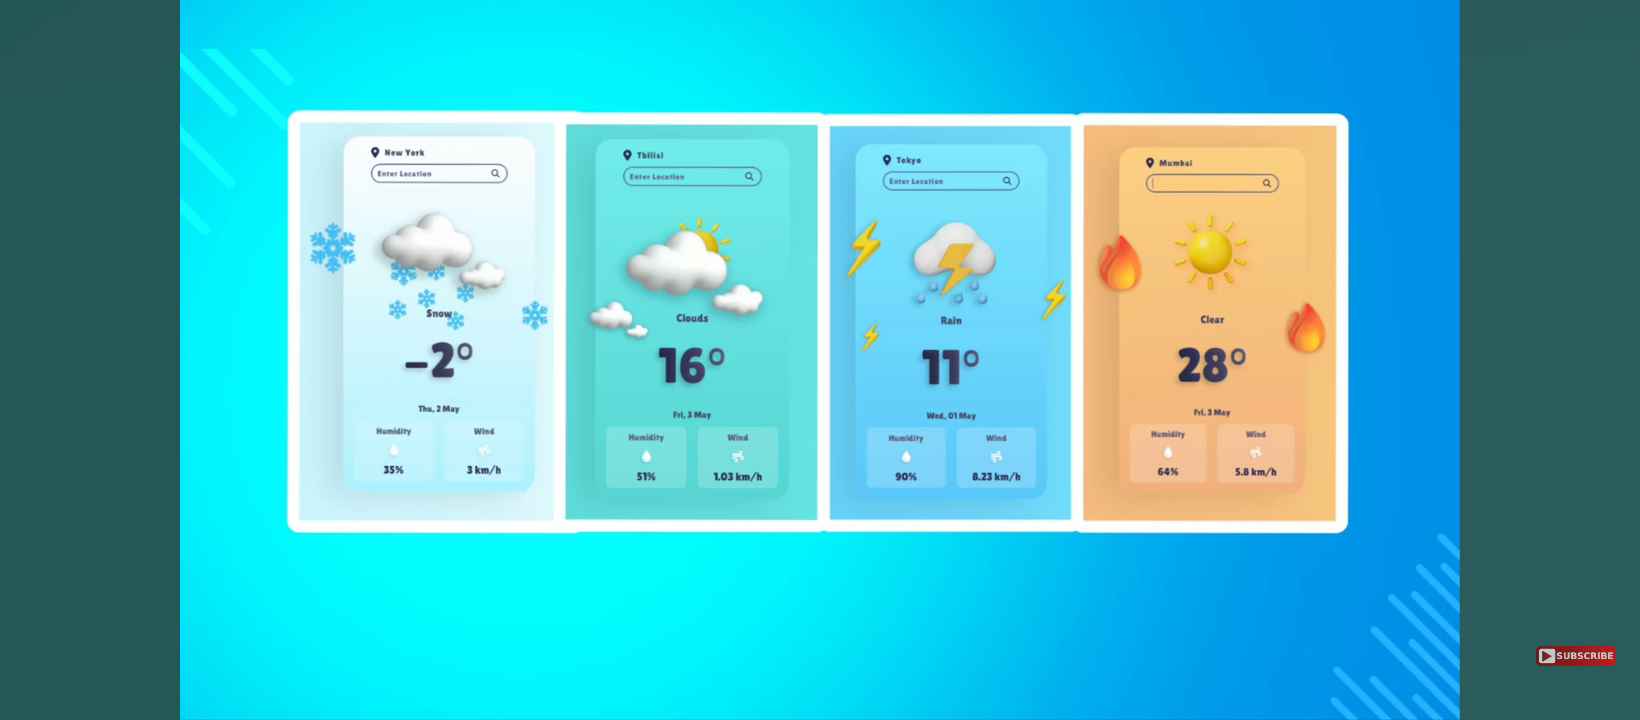 New York
Enter Location
Snow
-2°
Thu, 2 May
Humidity
Wind
35%
3 km/h
Tbilisi
Enter Location
Clouds
16°
Fri, 3 May
Humidity
Wind
51%
1.03 km/h
Tokyo
Enter Location
Rain
11°
Wed, 01 May
Humidity
Wind
90%
8.23 km/h
Mumbai
Clear
28°
Fri, 3 May
Humidity
Wind
64%
5.8 km/h
SUBSCRIBE